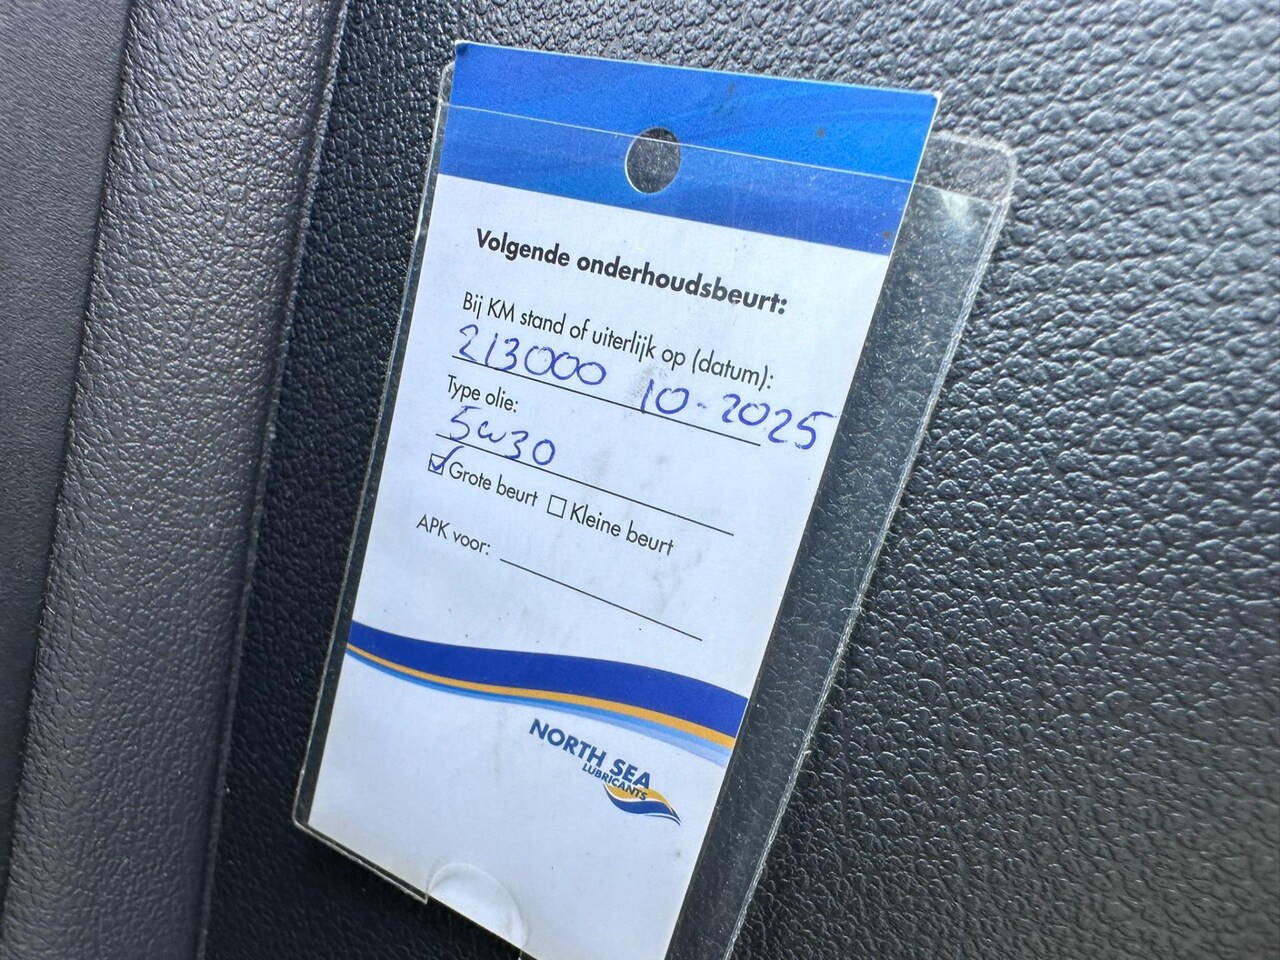 Volgende onderhoudsbeurt:
Bij KM stand of uiterlijk op (datum):
213000 10-2025
Type olie:
5w30
Grote beurt Kleine beurt
APK voor:
NORTH SEA
LUBRICANTS